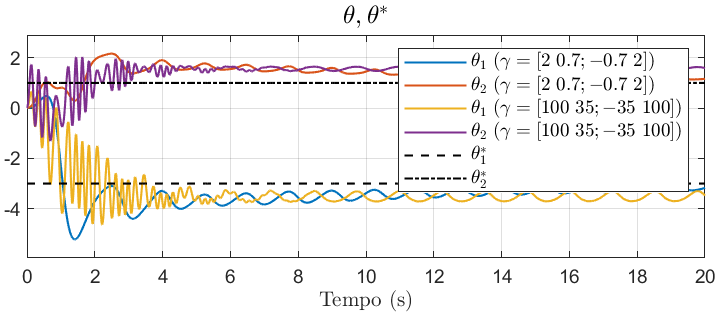 θ, θ*
θ₁ (γ = [2 0.7; −0.7 2])
θ₂ (γ = [2 0.7; −0.7 2])
θ₁ (γ = [100 35; −35 100])
θ₂ (γ = [100 35; −35 100])
θ₁*
θ₂*
2
0
-2
-4
0 2 4 6 8 10 12 14 16 18 20
Tempo (s)